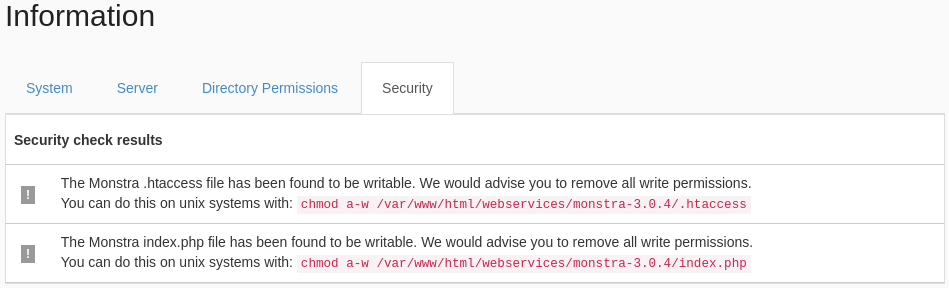 Information
System Server Directory Permissions Security
Security check results
! The Monstra .htaccess file has been found to be writable. We would advise you to remove all write permissions.
You can do this on unix systems with: chmod a-w /var/www/html/webservices/monstra-3.0.4/.htaccess
! The Monstra index.php file has been found to be writable. We would advise you to remove all write permissions.
You can do this on unix systems with: chmod a-w /var/www/html/webservices/monstra-3.0.4/index.php